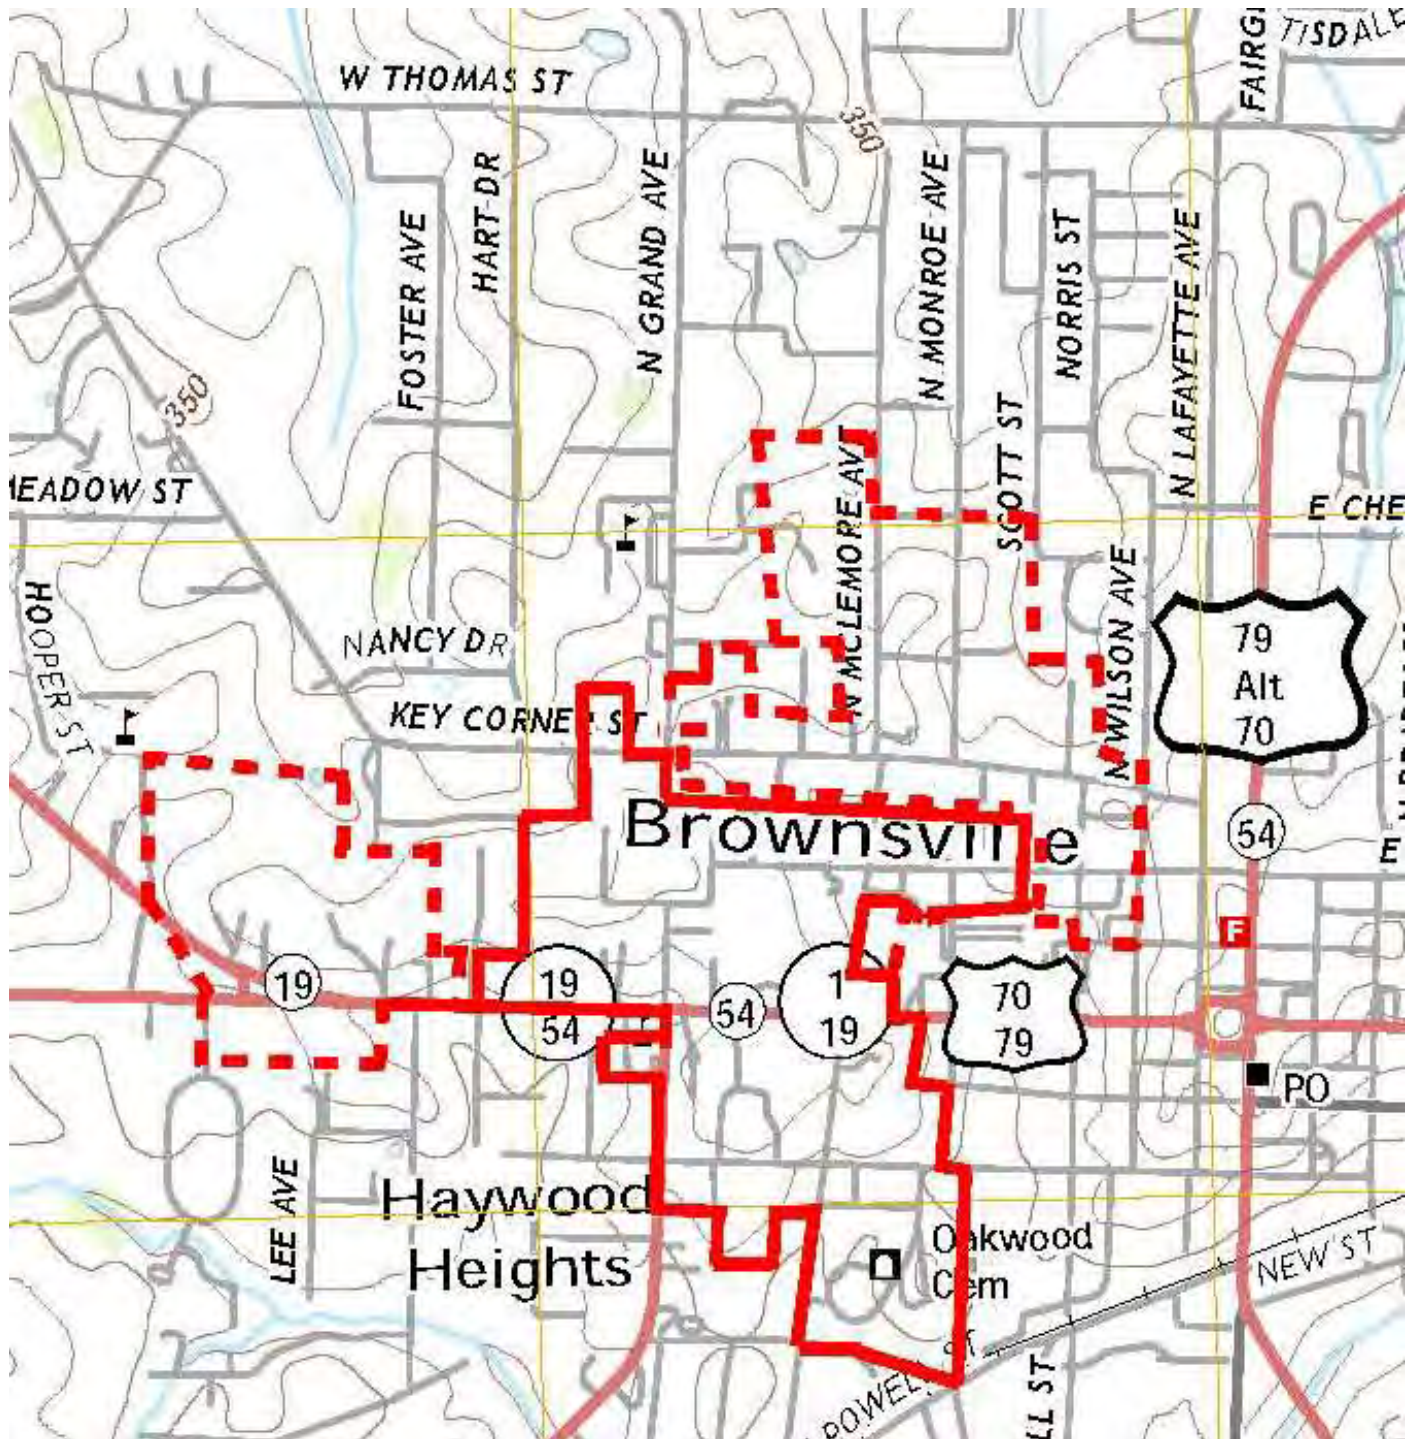 FAIRG
TISDALE
W THOMAS ST
350
HART DR
N GRAND AVE
N MONROE AVE
FOSTER AVE
NORRIS ST
N LAFAYETTE AVE
350
SCOTT ST
MEADOW ST
N MCLEMORE AVE
E CHE
HOOPER ST
N WILSON AVE
NANCY DR
79
Alt
70
KEY CORNER ST
54
Brownsville
E
F
19
19
54
54
1
19
70
79
PO
LEE AVE
Haywood
Heights
Oakwood
Cem
NEW ST
POWELL ST
LL ST